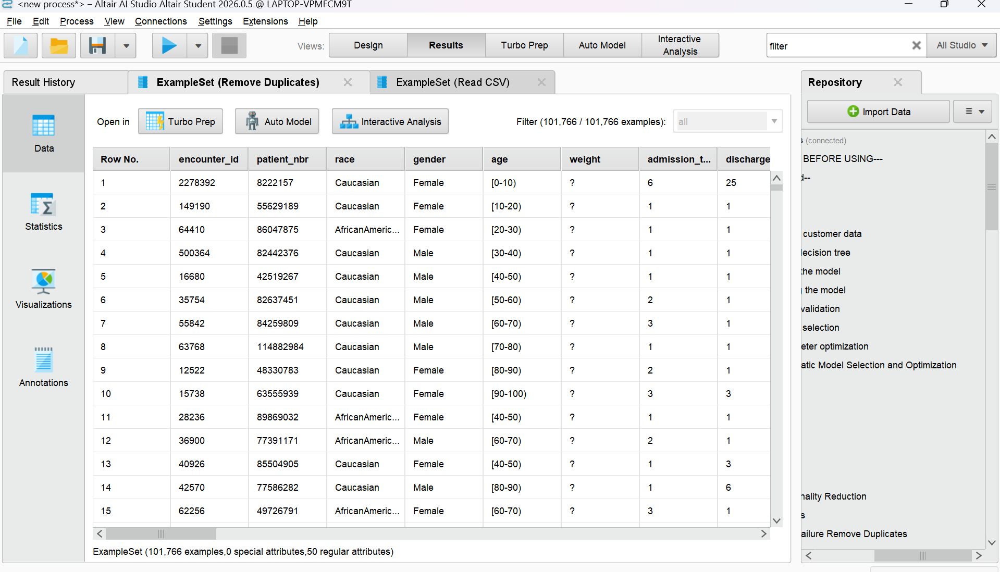 <new process*> – Altair AI Studio Altair Student 2026.0.5 @ LAPTOP-VPMFCM9T
File Edit Process View Connections Settings Extensions Help
Views: Design Results Turbo Prep Auto Model Interactive Analysis filter All Studio
Result History ExampleSet (Remove Duplicates) ExampleSet (Read CSV)
Open in Turbo Prep Auto Model Interactive Analysis Filter (101,766 / 101,766 examples): all
Data
Statistics
Visualizations
Annotations
Row No. encounter_id patient_nbr race gender age weight admission_t... discharge
1 2278392 8222157 Caucasian Female [0-10) ? 6 25
2 149190 55629189 Caucasian Female [10-20) ? 1 1
3 64410 86047875 AfricanAmeric... Female [20-30) ? 1 1
4 500364 82442376 Caucasian Male [30-40) ? 1 1
5 16680 42519267 Caucasian Male [40-50) ? 1 1
6 35754 82637451 Caucasian Male [50-60) ? 2 1
7 55842 84259809 Caucasian Male [60-70) ? 3 1
8 63768 114882984 Caucasian Male [70-80) ? 1 1
9 12522 48330783 Caucasian Female [80-90) ? 2 1
10 15738 63555939 Caucasian Female [90-100) ? 3 3
11 28236 89869032 AfricanAmeric... Female [40-50) ? 1 1
12 36900 77391171 AfricanAmeric... Male [60-70) ? 2 1
13 40926 85504905 Caucasian Female [40-50) ? 1 3
14 42570 77586282 Caucasian Male [80-90) ? 1 6
15 62256 49726791 AfricanAmeric... Female [60-70) ? 3 1
ExampleSet (101,766 examples,0 special attributes,50 regular attributes)
Repository
Import Data
(connected)
BEFORE USING---
customer data
ecision tree
he model
the model
validation
selection
eter optimization
atic Model Selection and Optimization
nality Reduction
s
ailure Remove Duplicates